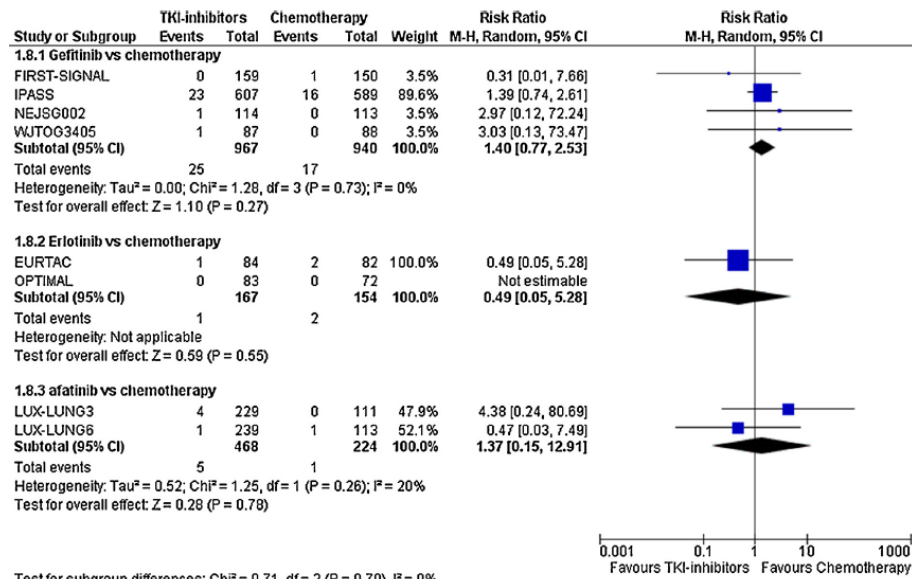 TKI-inhibitors Chemotherapy Risk Ratio Risk Ratio
Study or Subgroup Events Total Events Total Weight M-H, Random, 95% CI M-H, Random, 95% CI
1.8.1 Gefitinib vs chemotherapy
FIRST-SIGNAL 0 159 1 150 3.5% 0.31 [0.01, 7.66]
IPASS 23 607 16 589 89.6% 1.39 [0.74, 2.61]
NEJSG002 1 114 0 113 3.5% 2.97 [0.12, 72.24]
WJTOG3405 1 87 0 88 3.5% 3.03 [0.13, 73.47]
Subtotal (95% CI) 967 940 100.0% 1.40 [0.77, 2.53]
Total events 25 17
Heterogeneity: Tau² = 0.00; Chi² = 1.28, df = 3 (P = 0.73); I² = 0%
Test for overall effect: Z = 1.10 (P = 0.27)
1.8.2 Erlotinib vs chemotherapy
EURTAC 1 84 2 82 100.0% 0.49 [0.05, 5.28]
OPTIMAL 0 83 0 72 Not estimable
Subtotal (95% CI) 167 154 100.0% 0.49 [0.05, 5.28]
Total events 1 2
Heterogeneity: Not applicable
Test for overall effect: Z = 0.59 (P = 0.55)
1.8.3 afatinib vs chemotherapy
LUX-LUNG3 4 229 0 111 47.9% 4.38 [0.24, 80.69]
LUX-LUNG6 1 239 1 113 52.1% 0.47 [0.03, 7.49]
Subtotal (95% CI) 468 224 100.0% 1.37 [0.15, 12.91]
Total events 5 1
Heterogeneity: Tau² = 0.52; Chi² = 1.25, df = 1 (P = 0.26); I² = 20%
Test for overall effect: Z = 0.28 (P = 0.78)
0.001 0.1 1 10 1000
Favours TKI-inhibitors Favours Chemotherapy
Test for subgroup differences: Chi² = 0.71, df = 2 (P = 0.70), I² = 0%